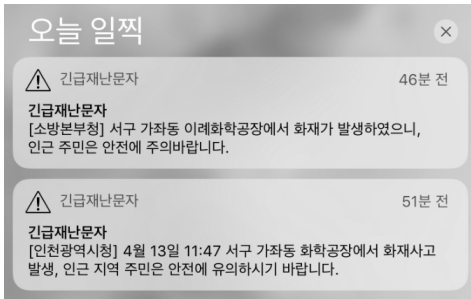 오늘 일찍
긴급재난문자
46분 전
긴급재난문자
[소방본부청] 서구 가좌동 이례화학공장에서 화재가 발생하였으니,
인근 주민은 안전에 주의바랍니다.
긴급재난문자
51분 전
긴급재난문자
[인천광역시청] 4월 13일 11:47 서구 가좌동 화학공장에서 화재사고
발생, 인근 지역 주민은 안전에 유의하시기 바랍니다.